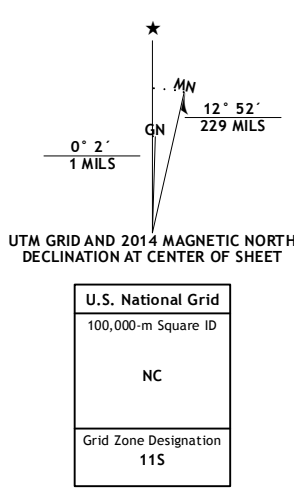 ★
MN
GN
12° 52´
229 MILS
0° 2´
1 MILS
UTM GRID AND 2014 MAGNETIC NORTH
DECLINATION AT CENTER OF SHEET
U.S. National Grid
100,000-m Square ID
NC
Grid Zone Designation
11S